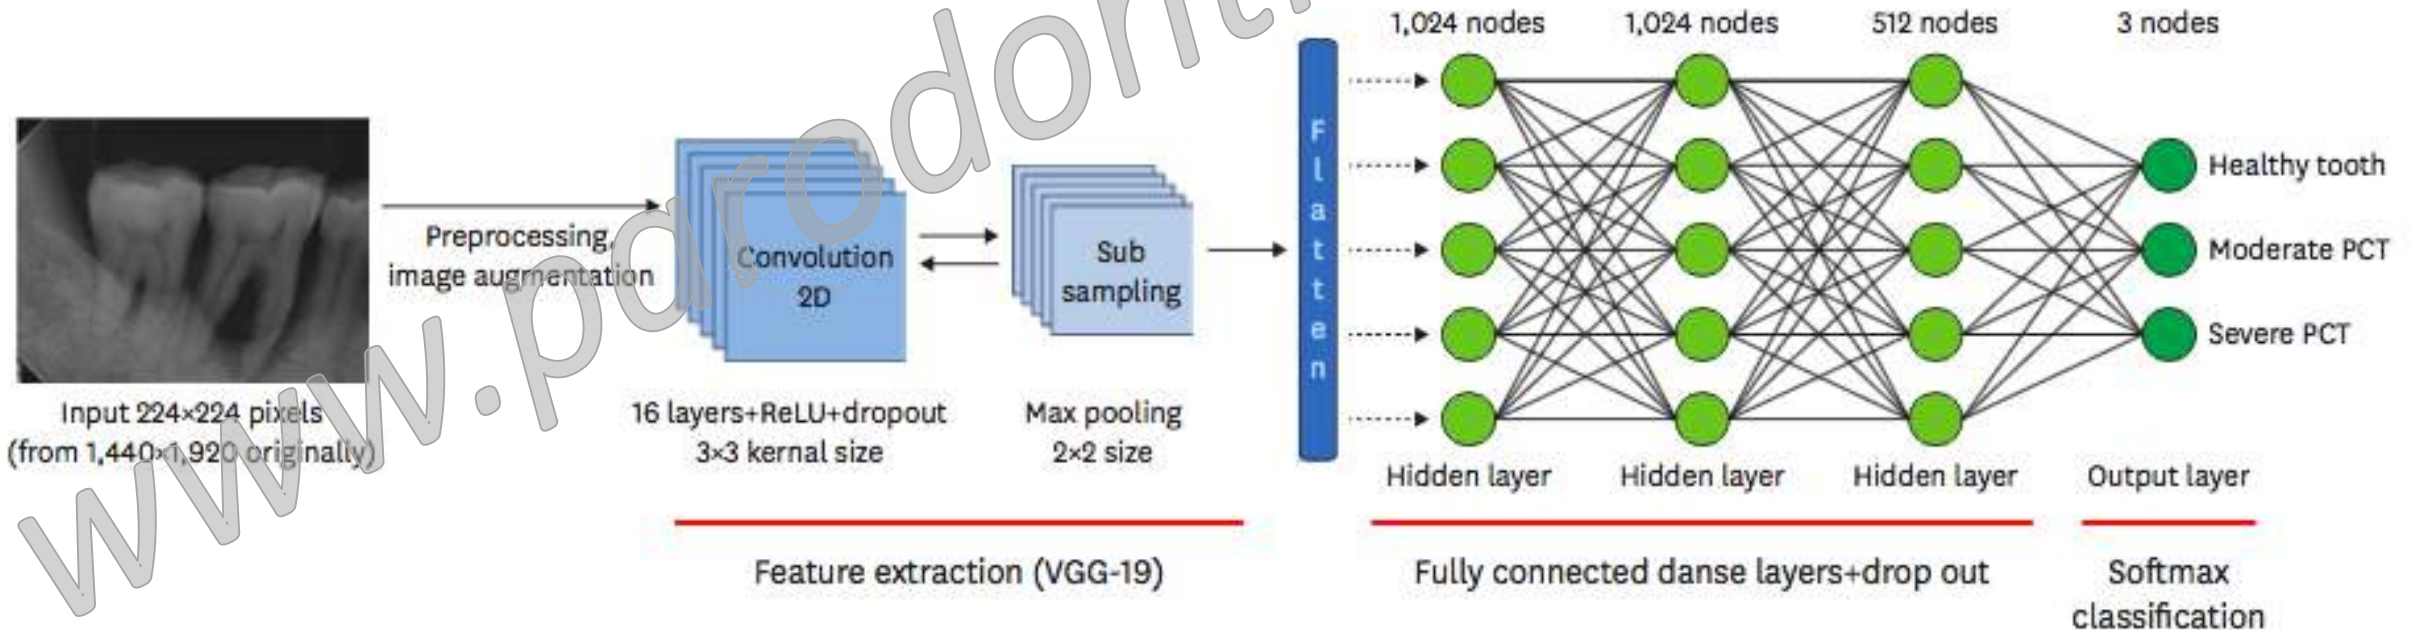 1,024 nodes
1,024 nodes
512 nodes
3 nodes
Flatten
Healthy tooth
Moderate PCT
Severe PCT
Preprocessing,
image augmentation
Convolution
2D
Sub
sampling
Input 224×224 pixels
(from 1,440×1,920 originally)
16 layers+ReLU+dropout
3×3 kernal size
Max pooling
2×2 size
Hidden layer
Hidden layer
Hidden layer
Output layer
Feature extraction (VGG-19)
Fully connected danse layers+drop out
Softmax
classification
www.parodont